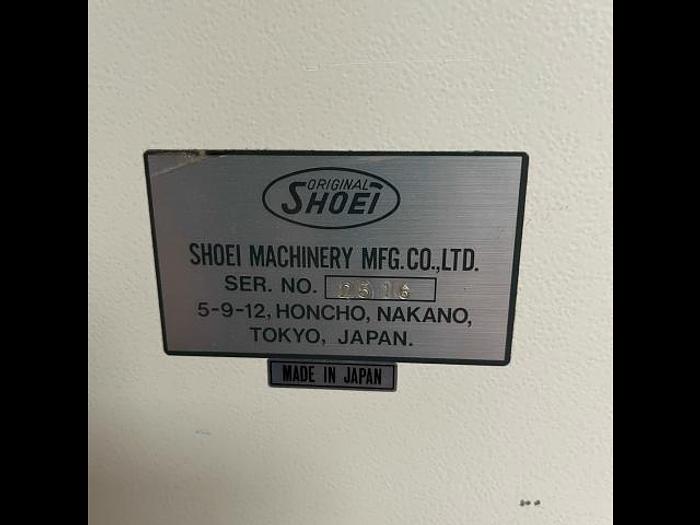 ORIGINAL
SHOEI
SHOEI MACHINERY MFG.CO.,LTD.
SER. NO.
5-9-12, HONCHO, NAKANO,
TOKYO, JAPAN.
MADE IN JAPAN